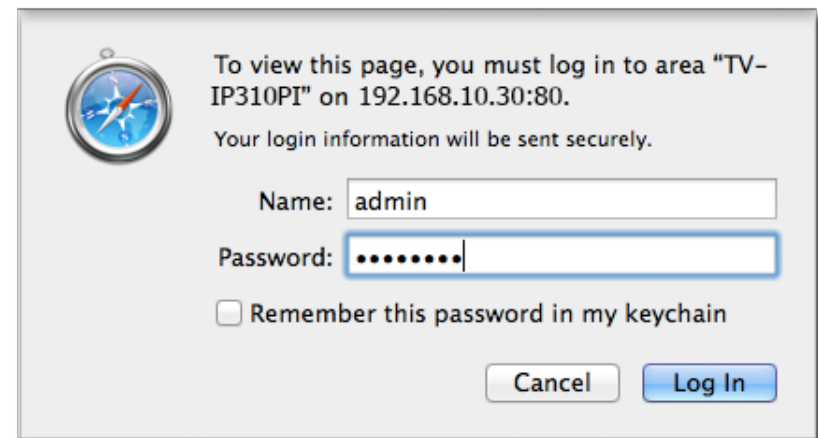 To view this page, you must log in to area “TV-
IP310PI” on 192.168.10.30:80.
Your login information will be sent securely.
Name: admin
Password: ••••••••
Remember this password in my keychain
Cancel Log In